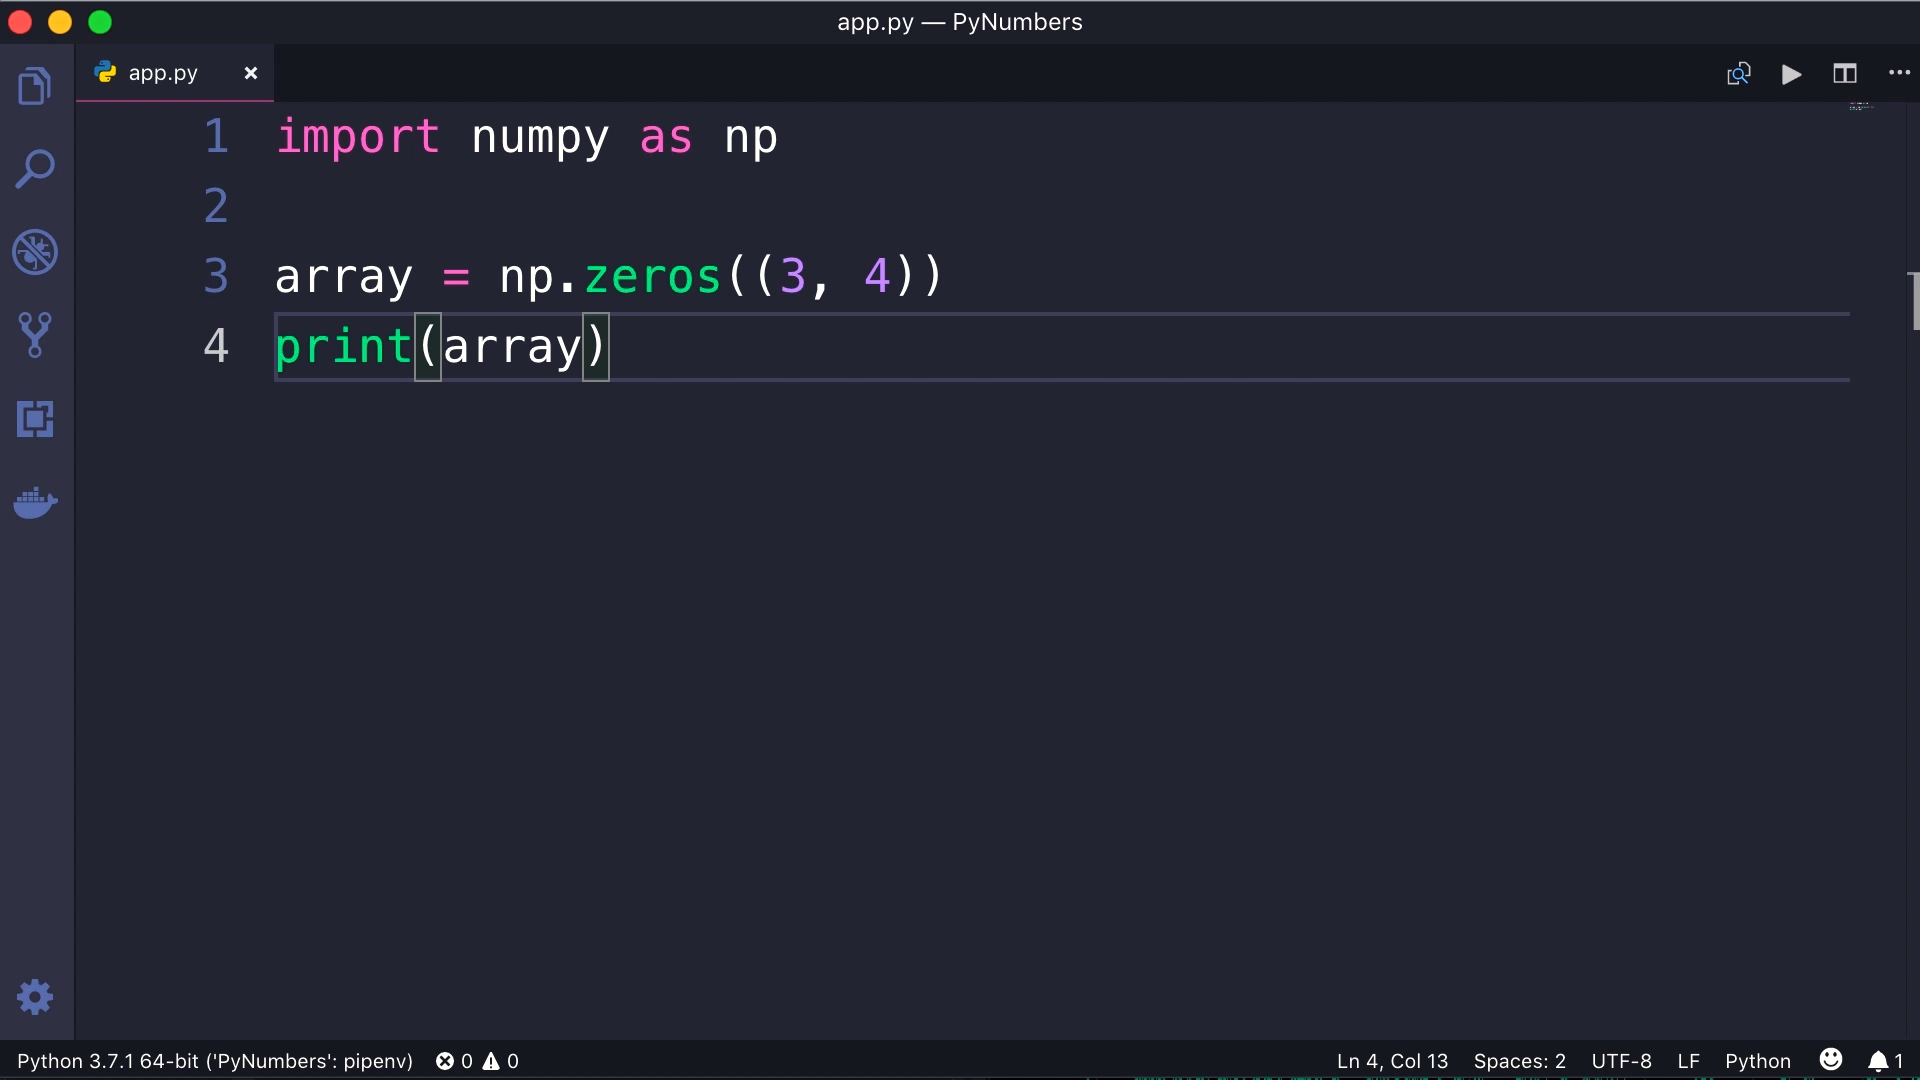 app.py — PyNumbers
app.py
1 import numpy as np
2
3 array = np.zeros((3, 4))
4 print(array)
Python 3.7.1 64-bit ('PyNumbers': pipenv) 0 0 Ln 4, Col 13 Spaces: 2 UTF-8 LF Python 1